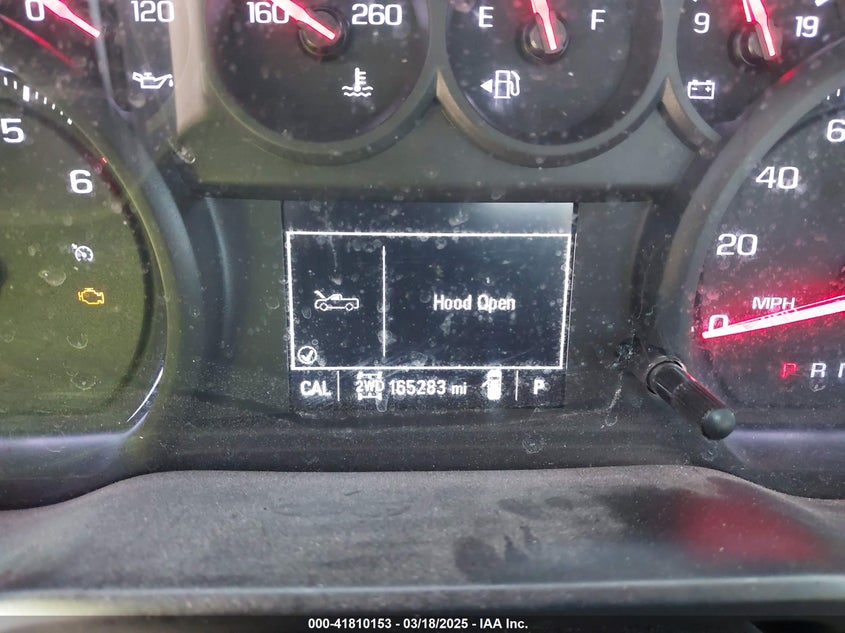 0 120 160 260 E F 9 19
5
6
6
40
20
0 MPH
Hood Open
CAL 2WD 165283 mi P
P R N
000-41810153 — 03/18/2025 — IAA Inc.